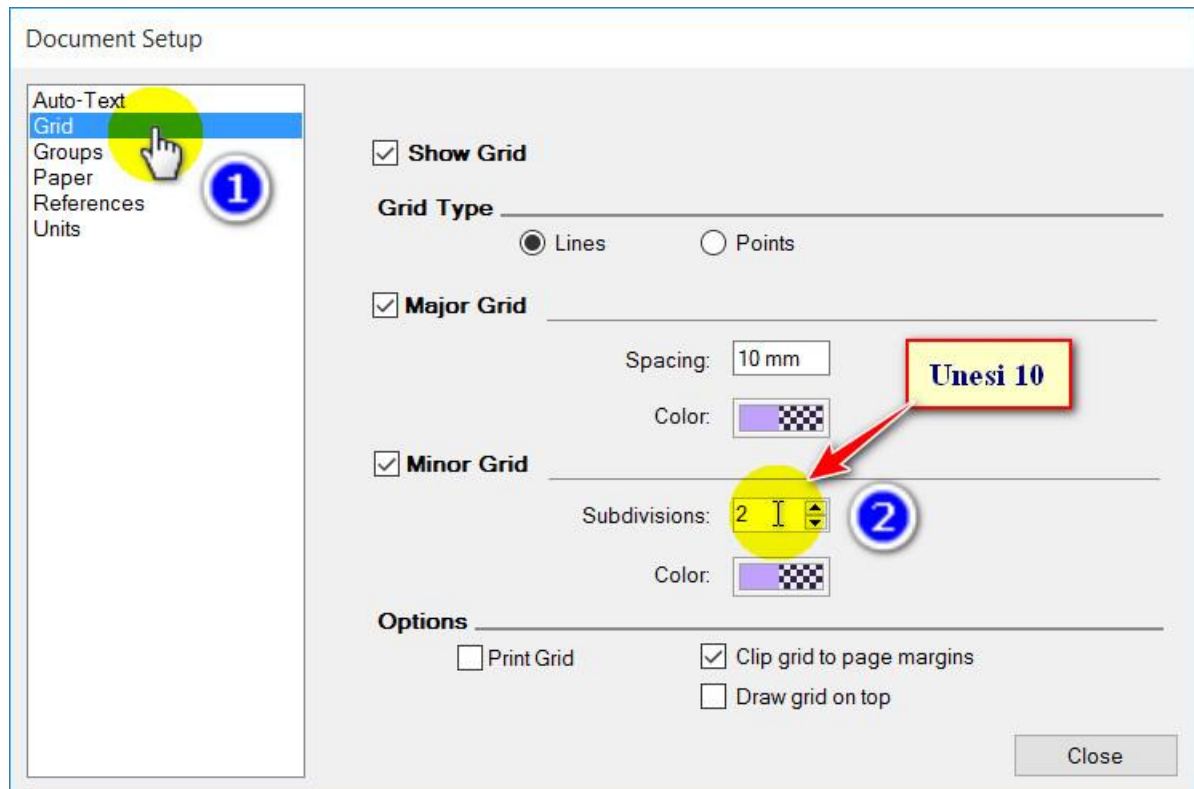 Document Setup
Auto-Text
Grid
Groups
Paper
References
Units
1
Show Grid
Grid Type
Lines Points
Major Grid
Spacing: 10 mm
Unesi 10
Color:
Minor Grid
Subdivisions: 2
2
Color:
Options
Print Grid Clip grid to page margins
Draw grid on top
Close